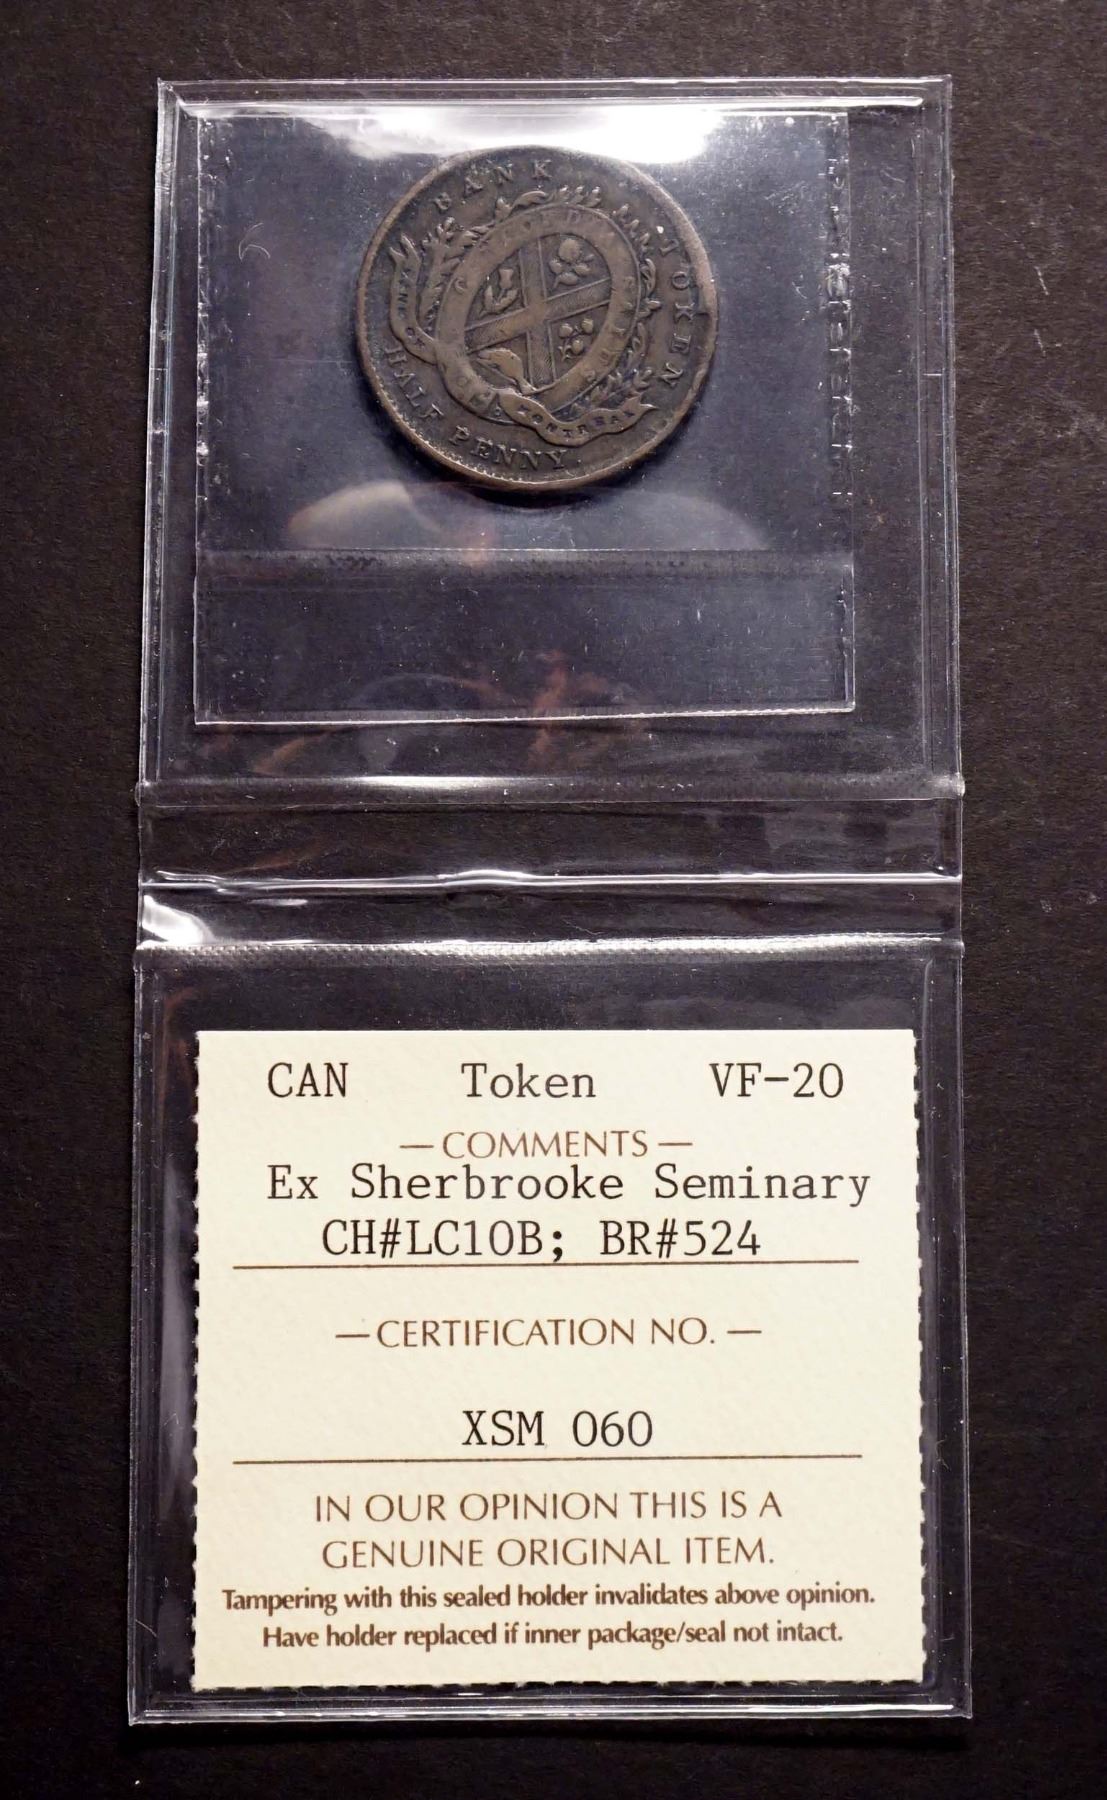 BANK TOKEN
HALF PENNY.
MONTREAL
CAN Token VF-20
— COMMENTS —
Ex Sherbrooke Seminary
CH#LC10B; BR#524
— CERTIFICATION NO. —
XSM 060
IN OUR OPINION THIS IS A
GENUINE ORIGINAL ITEM.
Tampering with this sealed holder invalidates above opinion.
Have holder replaced if inner package/seal not intact.